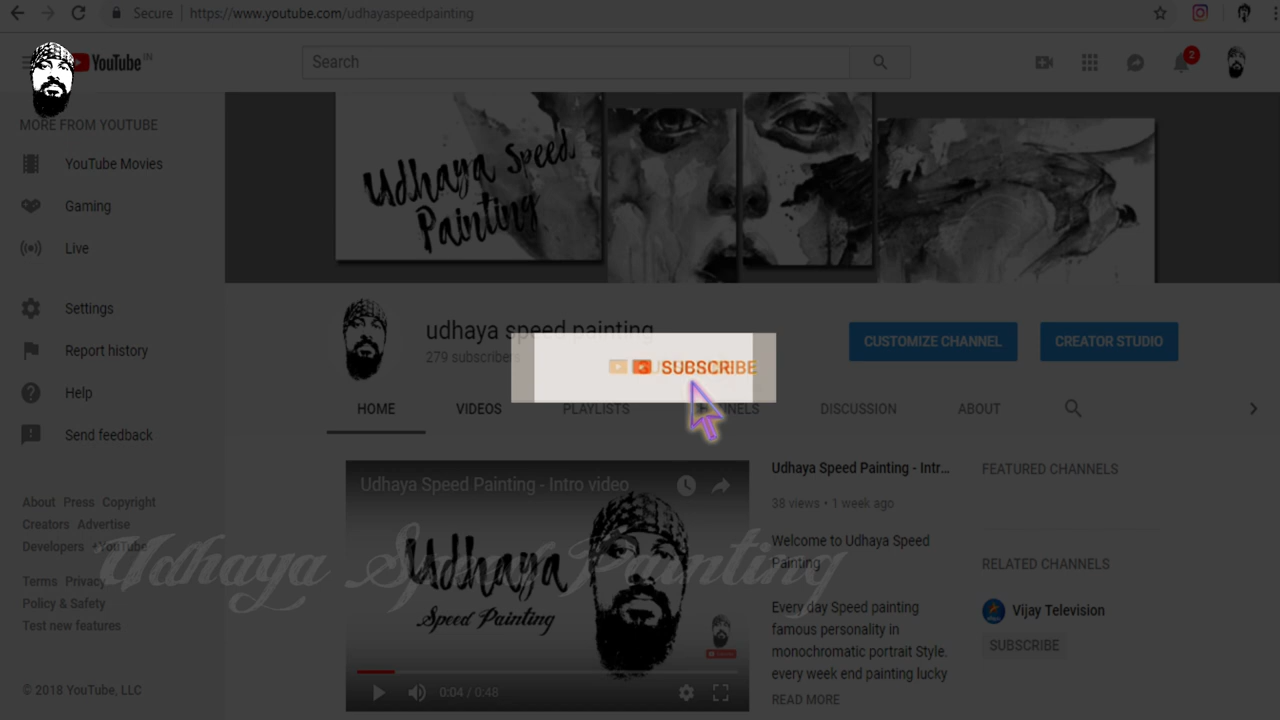 Secure
https://www.youtube.com/udhayaspeedpainting
YouTube IN
Search
2
MORE FROM YOUTUBE
YouTube Movies
Gaming
Live
Settings
Report history
Help
Send feedback
About Press Copyright
Creators Advertise
Developers +YouTube
Terms Privacy
Policy & Safety
Test new features
© 2018 YouTube, LLC
Udhaya Speed
Painting
udhaya speed painting
279 subscribers
CUSTOMIZE CHANNEL
CREATOR STUDIO
SUBSCRIBE
HOME
VIDEOS
PLAYLISTS
CHANNELS
DISCUSSION
ABOUT
Udhaya Speed Painting - Intro video
Udhaya
Speed Painting
0:04 / 0:48
Udhaya Speed Painting
Udhaya Speed Painting - Intr...
38 views • 1 week ago
Welcome to Udhaya Speed
Painting
Every day Speed painting
famous personality in
monochromatic portrait Style.
every week end painting lucky
READ MORE
FEATURED CHANNELS
RELATED CHANNELS
Vijay Television
SUBSCRIBE